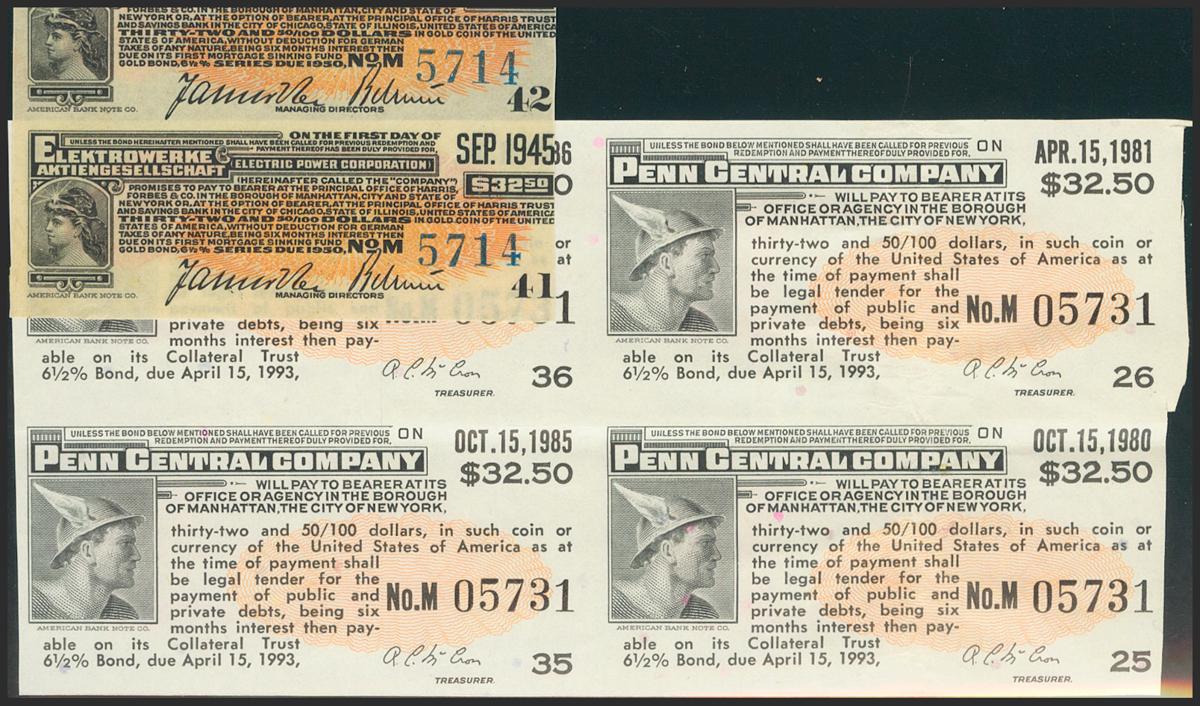 FORBES & CO. IN THE BOROUGH OF MANHATTAN, CITY AND STATE OF
NEW YORK OR, AT THE OPTION OF BEARER, AT THE PRINCIPAL OFFICE OF HARRIS TRUST
AND SAVINGS BANK IN THE CITY OF CHICAGO, STATE OF ILLINOIS, UNITED STATES OF AMERICA
THIRTY-TWO AND 50/100 DOLLARS IN GOLD COIN OF THE UNITED
STATES OF AMERICA, WITHOUT DEDUCTION FOR GERMAN
TAXES OF ANY NATURE, BEING SIX MONTHS INTEREST THEN
DUE ON ITS FIRST MORTGAGE SINKING FUND
GOLD BOND, 6½% SERIES DUE 1950, No.M 5714
AMERICAN BANK NOTE CO.
MANAGING DIRECTORS
42
ON THE FIRST DAY OF
UNLESS THE BOND HEREINAFTER MENTIONED SHALL HAVE BEEN CALLED FOR PREVIOUS REDEMPTION AND
PAYMENT THEREOF HAS BEEN DULY PROVIDED FOR,
SEP. 1945
ELEKTROWERKE
AKTIENGESELLSCHAFT
ELECTRIC POWER CORPORATION
(HEREINAFTER CALLED THE "COMPANY")
$32.50
PROMISES TO PAY TO BEARER AT THE PRINCIPAL OFFICE OF HARRIS,
FORBES & CO. IN THE BOROUGH OF MANHATTAN, CITY AND STATE OF
NEW YORK OR, AT THE OPTION OF BEARER, AT THE PRINCIPAL OFFICE OF HARRIS TRUST
AND SAVINGS BANK IN THE CITY OF CHICAGO, STATE OF ILLINOIS, UNITED STATES OF AMERICA
THIRTY-TWO AND 50/100 DOLLARS IN GOLD COIN OF THE UNITED
STATES OF AMERICA, WITHOUT DEDUCTION FOR GERMAN
TAXES OF ANY NATURE, BEING SIX MONTHS INTEREST THEN
DUE ON ITS FIRST MORTGAGE SINKING FUND
GOLD BOND, 6½% SERIES DUE 1950, No.M 5714
AMERICAN BANK NOTE CO.
MANAGING DIRECTORS
41
86
0
or
at
1
private debts, being six
months interest then pay-
AMERICAN BANK NOTE CO.
able on its Collateral Trust
6½% Bond, due April 15, 1993,
R.C. McCron
TREASURER.
36
UNLESS THE BOND BELOW MENTIONED SHALL HAVE BEEN CALLED FOR PREVIOUS
REDEMPTION AND PAYMENT THEREOF DULY PROVIDED FOR,
ON
APR. 15, 1981
PENN CENTRAL COMPANY
$32.50
WILL PAY TO BEARER AT ITS
OFFICE OR AGENCY IN THE BOROUGH
OF MANHATTAN, THE CITY OF NEW YORK,
thirty-two and 50/100 dollars, in such coin or
currency of the United States of America as at
the time of payment shall
be legal tender for the
payment of public and
private debts, being six
months interest then pay-
No.M 05731
AMERICAN BANK NOTE CO.
able on its Collateral Trust
6½% Bond, due April 15, 1993,
R.C. McCron
TREASURER.
26
UNLESS THE BOND BELOW MENTIONED SHALL HAVE BEEN CALLED FOR PREVIOUS
REDEMPTION AND PAYMENT THEREOF DULY PROVIDED FOR,
ON
OCT. 15, 1985
PENN CENTRAL COMPANY
$32.50
WILL PAY TO BEARER AT ITS
OFFICE OR AGENCY IN THE BOROUGH
OF MANHATTAN, THE CITY OF NEW YORK,
thirty-two and 50/100 dollars, in such coin or
currency of the United States of America as at
the time of payment shall
be legal tender for the
payment of public and
private debts, being six
months interest then pay-
No.M 05731
AMERICAN BANK NOTE CO.
able on its Collateral Trust
6½% Bond, due April 15, 1993,
R.C. McCron
TREASURER.
35
UNLESS THE BOND BELOW MENTIONED SHALL HAVE BEEN CALLED FOR PREVIOUS
REDEMPTION AND PAYMENT THEREOF DULY PROVIDED FOR,
ON
OCT. 15, 1980
PENN CENTRAL COMPANY
$32.50
WILL PAY TO BEARER AT ITS
OFFICE OR AGENCY IN THE BOROUGH
OF MANHATTAN, THE CITY OF NEW YORK,
thirty-two and 50/100 dollars, in such coin or
currency of the United States of America as at
the time of payment shall
be legal tender for the
payment of public and
private debts, being six
months interest then pay-
No.M 05731
AMERICAN BANK NOTE CO.
able on its Collateral Trust
6½% Bond, due April 15, 1993,
R.C. McCron
TREASURER.
25